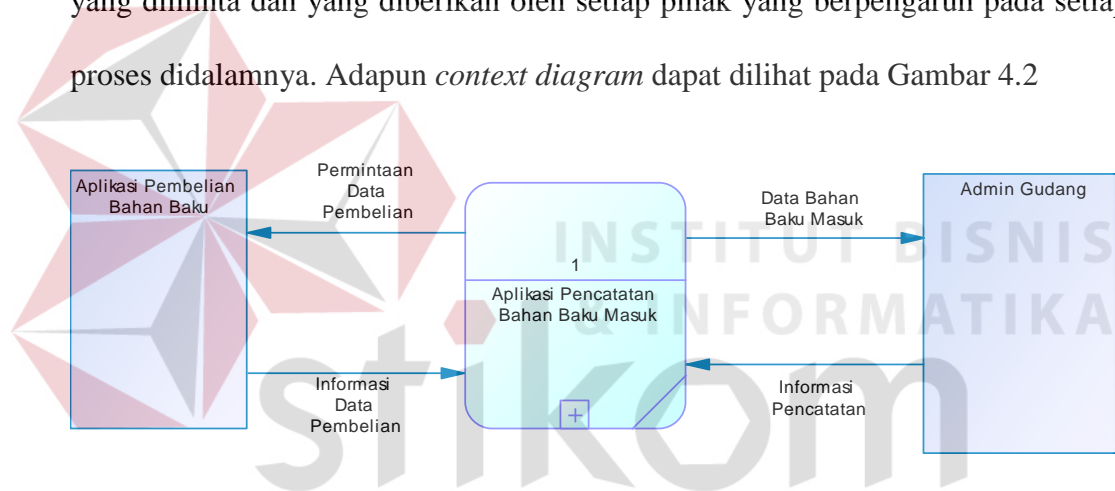 yang diminta dan yang diberikan oleh setiap pihak yang berpengaruh pada setiap
proses didalamnya. Adapun context diagram dapat dilihat pada Gambar 4.2
Aplikasi Pembelian
Bahan Baku
Permintaan
Data
Pembelian
Informasi
Data
Pembelian
1
Aplikasi Pencatatan
Bahan Baku Masuk
Data Bahan
Baku Masuk
Informasi
Pencatatan
Admin Gudang
INSTITUT BISNIS
& INFORMATIKA
stikom